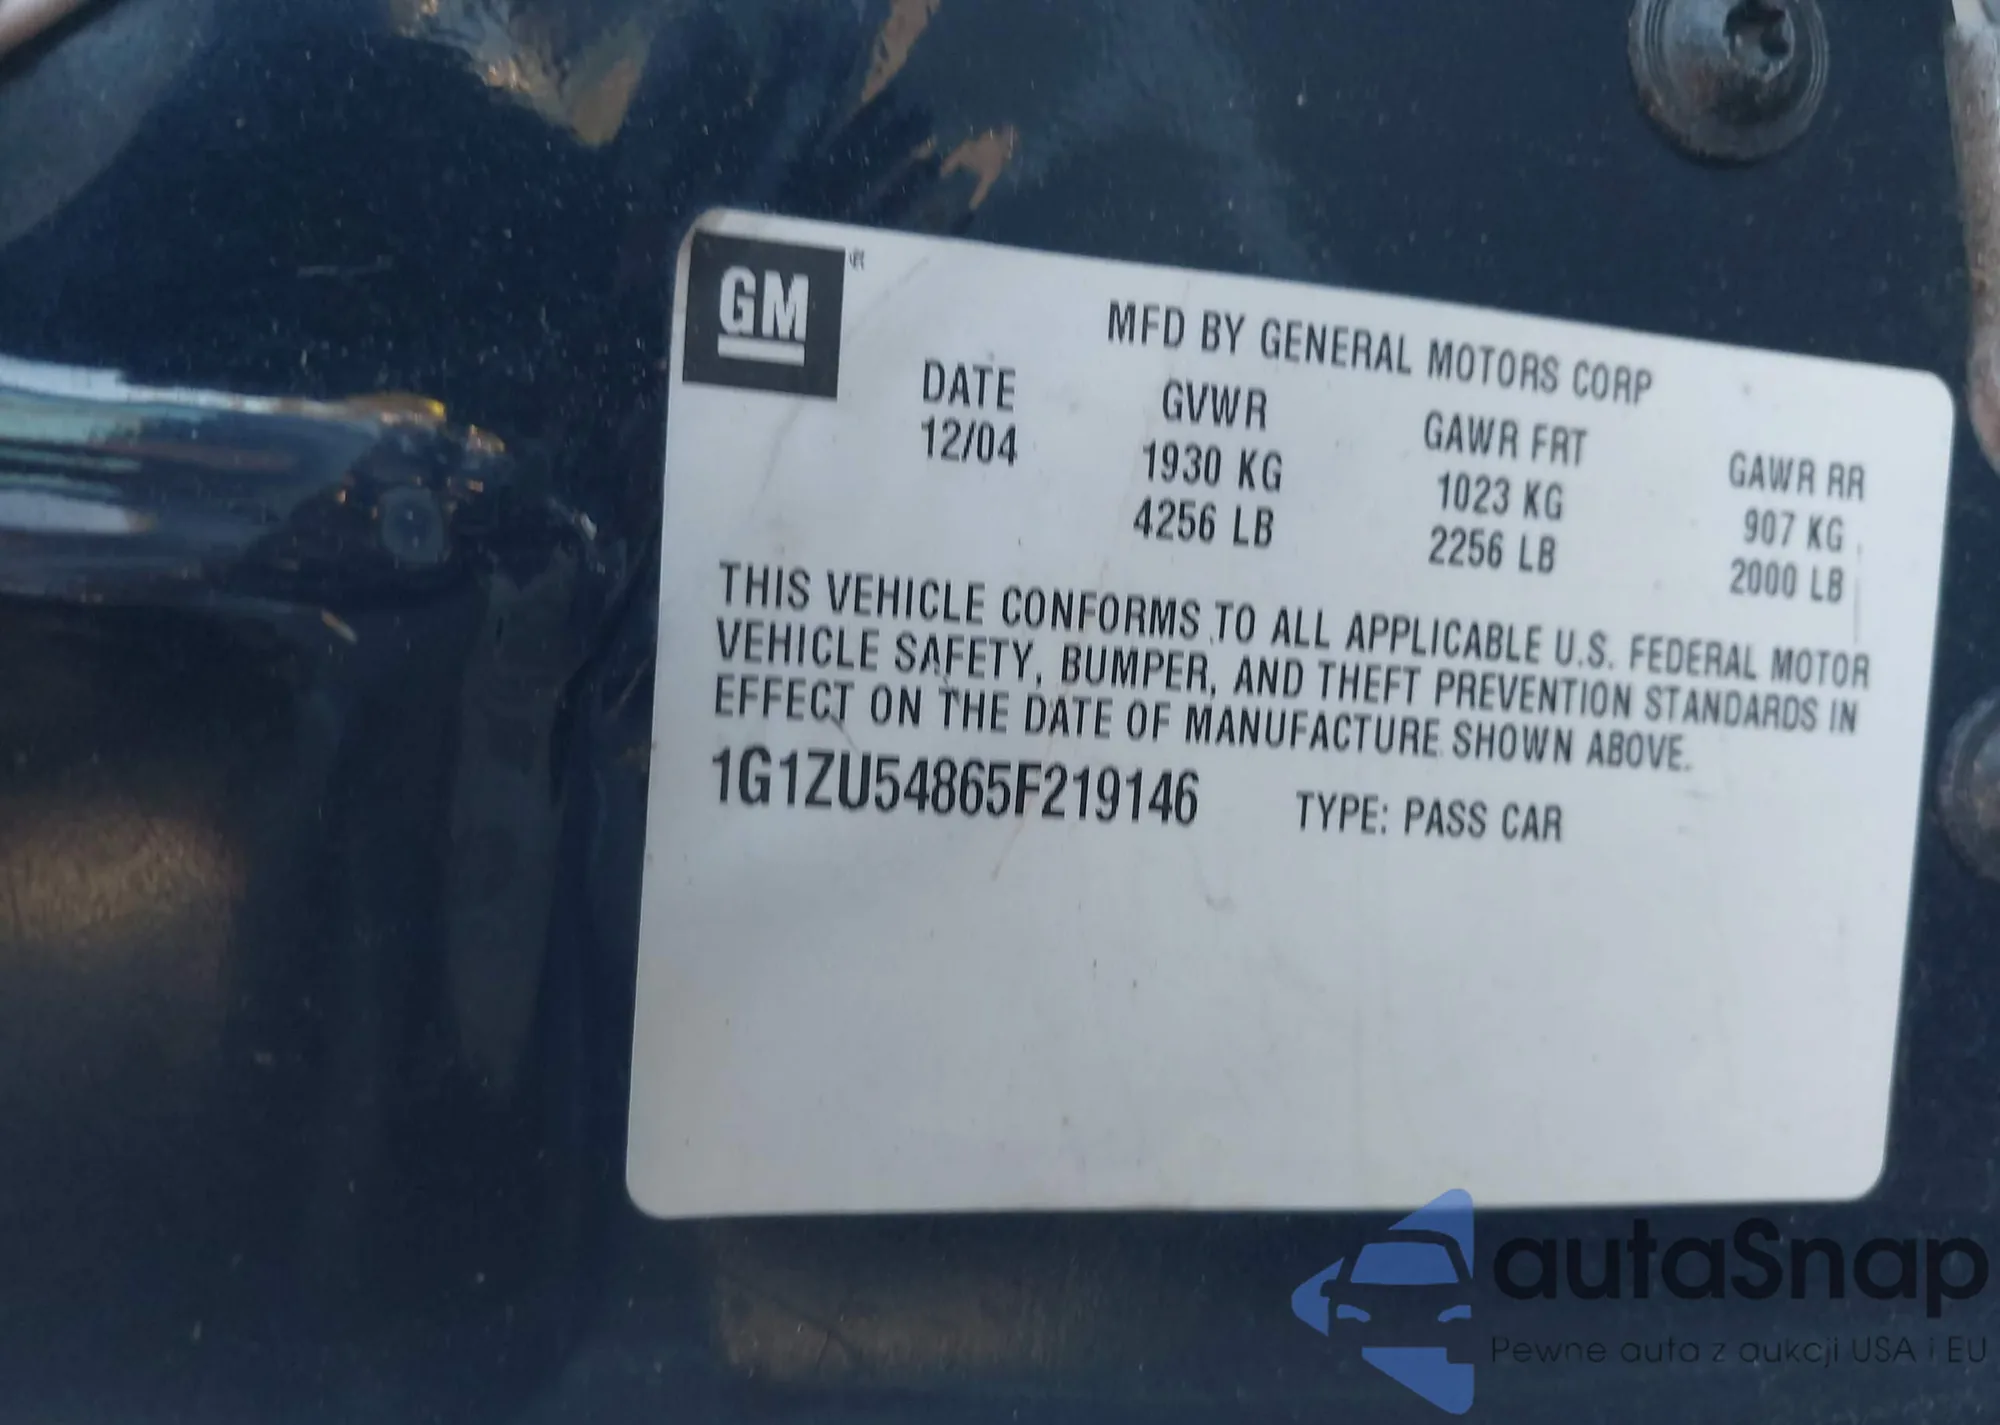 GM
MFD BY GENERAL MOTORS CORP
DATE GVWR GAWR FRT GAWR RR
12/04 1930 KG 1023 KG 907 KG
4256 LB 2256 LB 2000 LB
THIS VEHICLE CONFORMS TO ALL APPLICABLE U.S. FEDERAL MOTOR
VEHICLE SAFETY, BUMPER, AND THEFT PREVENTION STANDARDS IN
EFFECT ON THE DATE OF MANUFACTURE SHOWN ABOVE.
1G1ZU54865F219146 TYPE: PASS CAR
autaSnap
Pewne auta z aukcji USA i EU